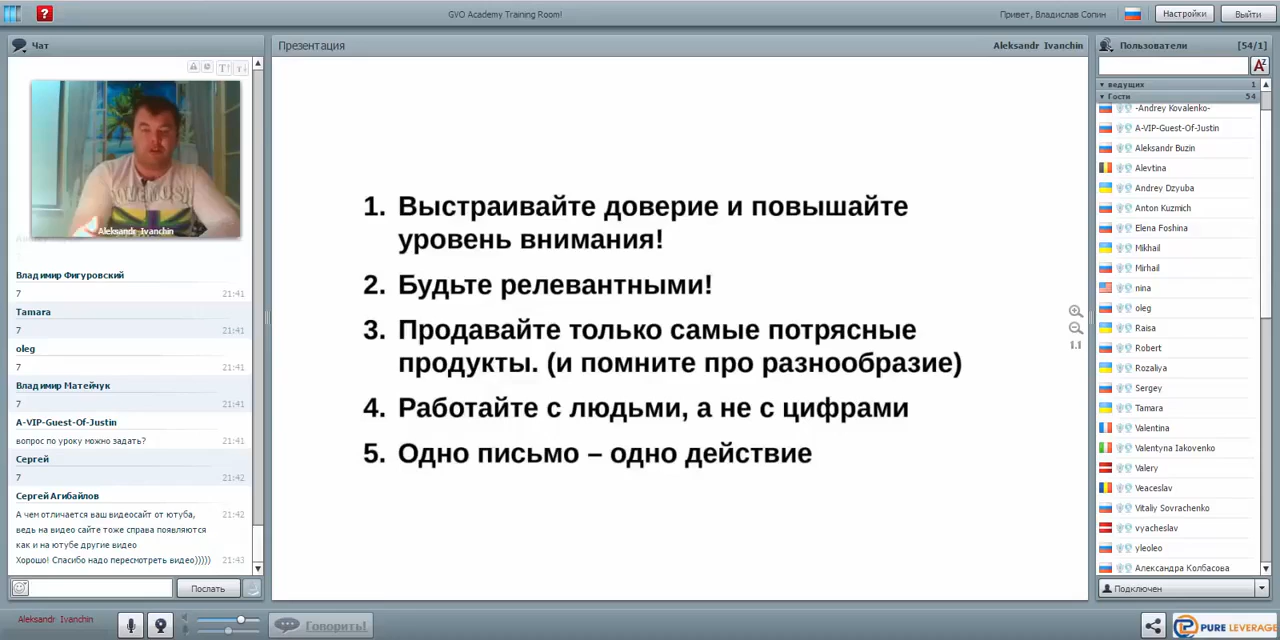 GVO Academy Training Room!
Привет, Владислав Сопин
Настройки
Выйти
Чат
Aleksandr Ivanchin
Владимир Фигуровский
7 21:41
Tamara
7 21:41
oleg
7 21:41
Владимир Матейчук
7 21:41
A-VIP-Guest-Of-Justin
вопрос по уроку можно задать? 21:41
Сергей
7 21:42
Сергей Агибайлов
А чем отличается ваш видеосайт от ютуба, 21:42
ведь на видео сайте тоже справа появляются
как и на ютубе другие видео
Хорошо! Спасибо надо пересмотреть видео))))) 21:43
Послать
Презентация
Aleksandr Ivanchin
1. Выстраивайте доверие и повышайте
уровень внимания!
2. Будьте релевантными!
3. Продавайте только самые потрясные
продукты. (и помните про разнообразие)
4. Работайте с людьми, а не с цифрами
5. Одно письмо – одно действие
1.1
Пользователи [54/1]
ведущих 1
Гости 54
-Andrey Kovalenko-
A-VIP-Guest-Of-Justin
Aleksandr Buzin
Alevtina
Andrey Dzyuba
Anton Kuzmich
Elena Foshina
Mikhail
Mirhail
nina
oleg
Raisa
Robert
Rozaliya
Sergey
Tamara
Valentina
Valentyna Iakovenko
Valery
Veaceslav
Vitaliy Sovrachenko
vyacheslav
yleoleo
Александра Колбасова
Подключен
Aleksandr Ivanchin
Говорить!
PURE LEVERAGE